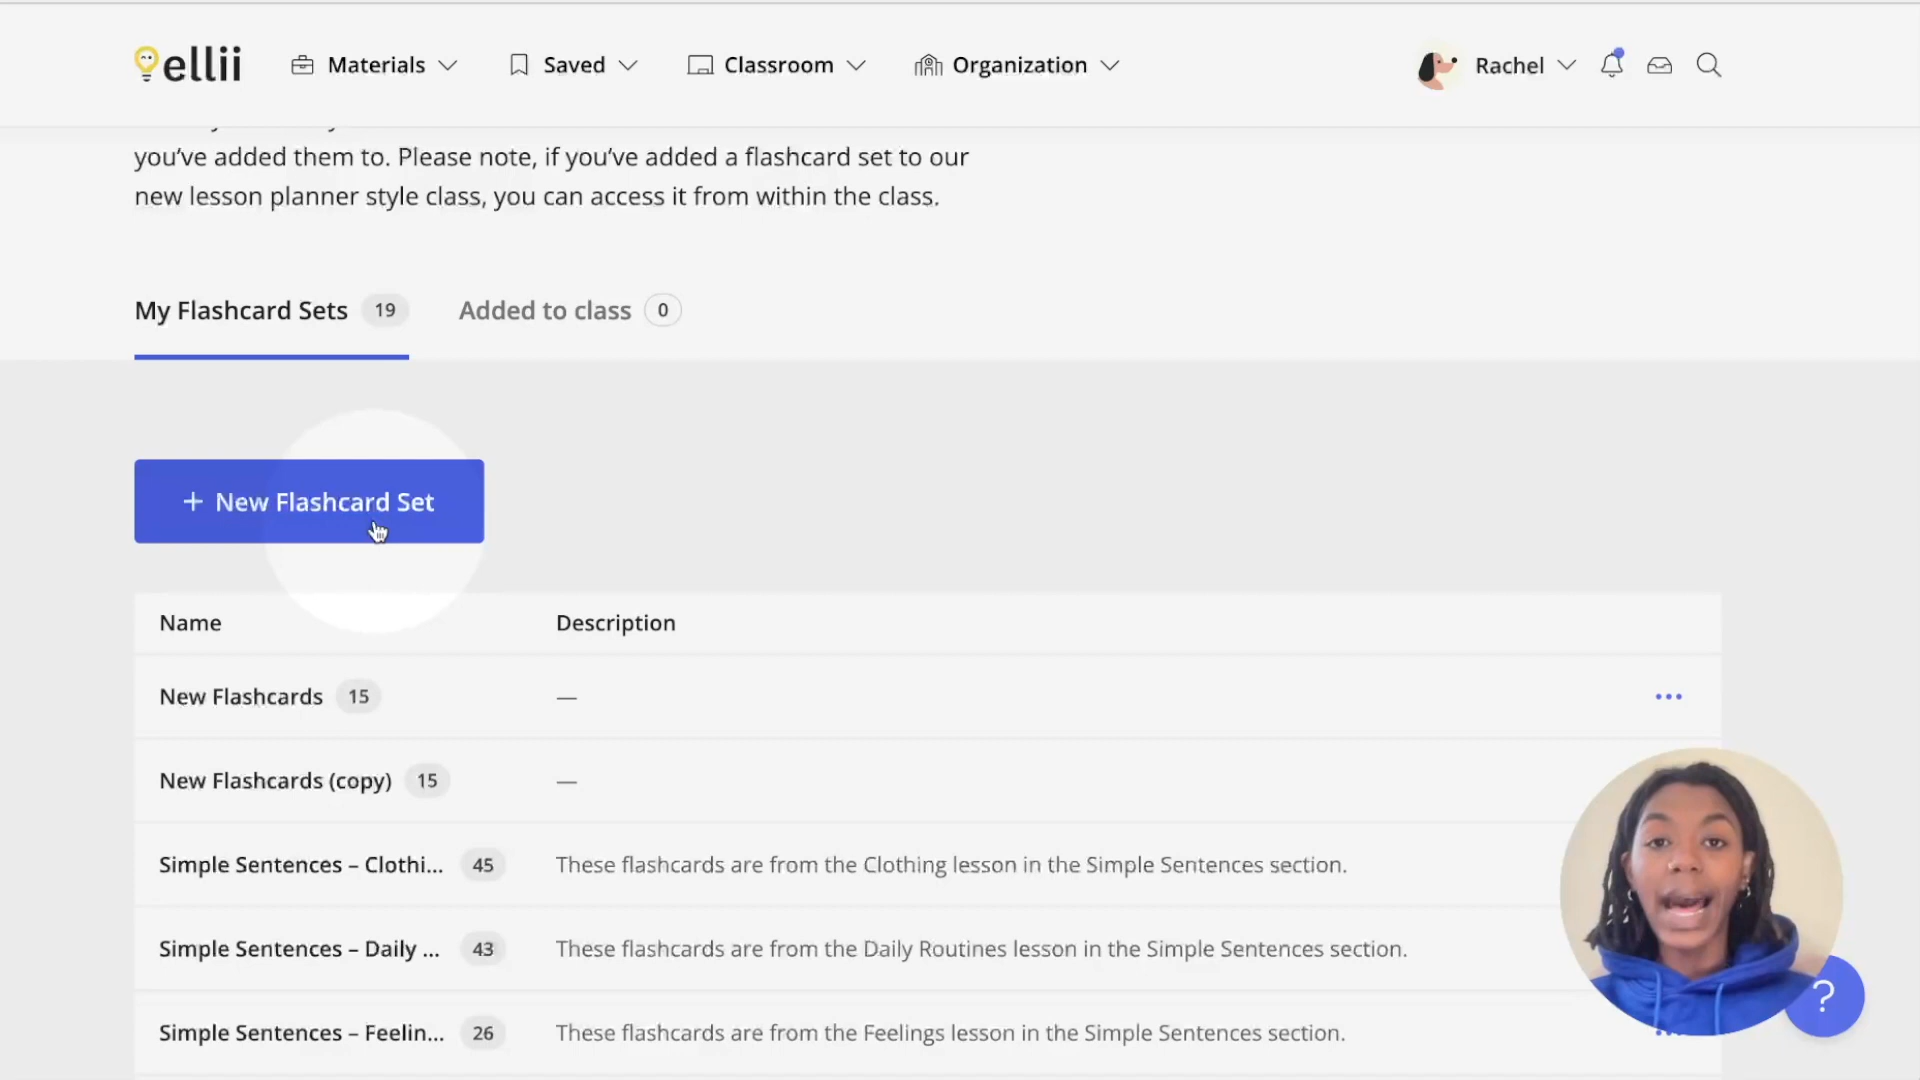 ellii Materials Saved Classroom Organization Rachel
you've added them to. Please note, if you've added a flashcard set to our
new lesson planner style class, you can access it from within the class.
My Flashcard Sets 19 Added to class 0
+ New Flashcard Set
Name Description
New Flashcards 15 — •••
New Flashcards (copy) 15 —
Simple Sentences – Clothi... 45 These flashcards are from the Clothing lesson in the Simple Sentences section.
Simple Sentences – Daily ... 43 These flashcards are from the Daily Routines lesson in the Simple Sentences section.
Simple Sentences – Feelin... 26 These flashcards are from the Feelings lesson in the Simple Sentences section.
?